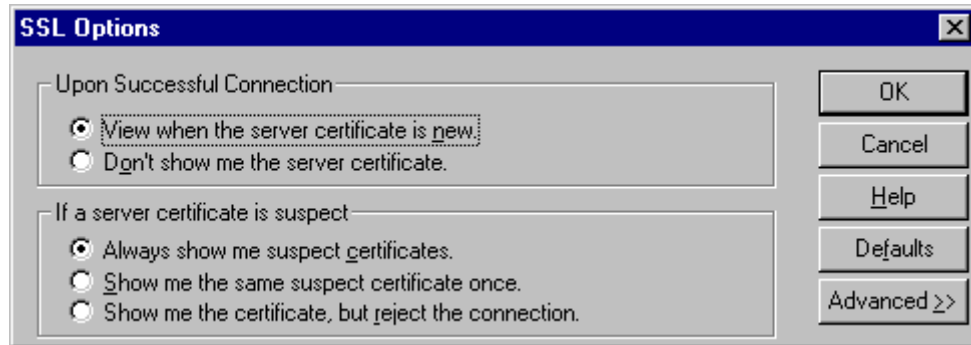 SSL Options
Upon Successful Connection
View when the server certificate is new.
Don't show me the server certificate.
If a server certificate is suspect
Always show me suspect certificates.
Show me the same suspect certificate once.
Show me the certificate, but reject the connection.
OK
Cancel
Help
Defaults
Advanced >>